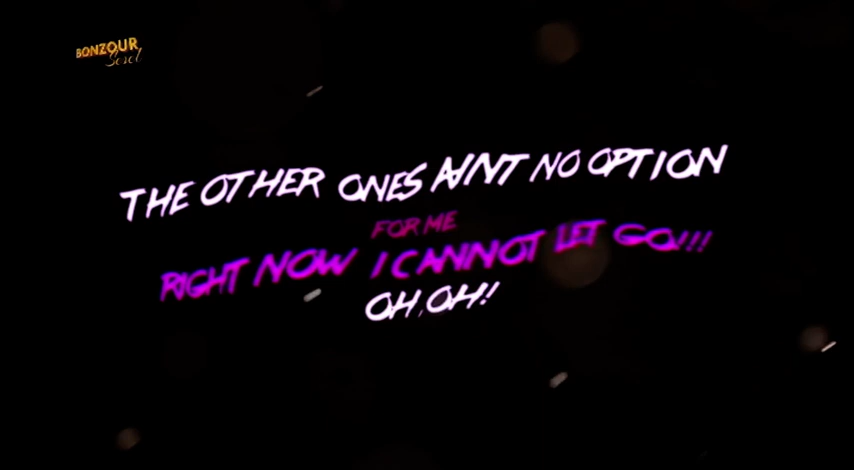 BONZOUR
Sorel
THE OTHER ONES AINT NO OPTION
FOR ME
RIGHT NOW I CANNOT LET GO!!!
OH, OH!